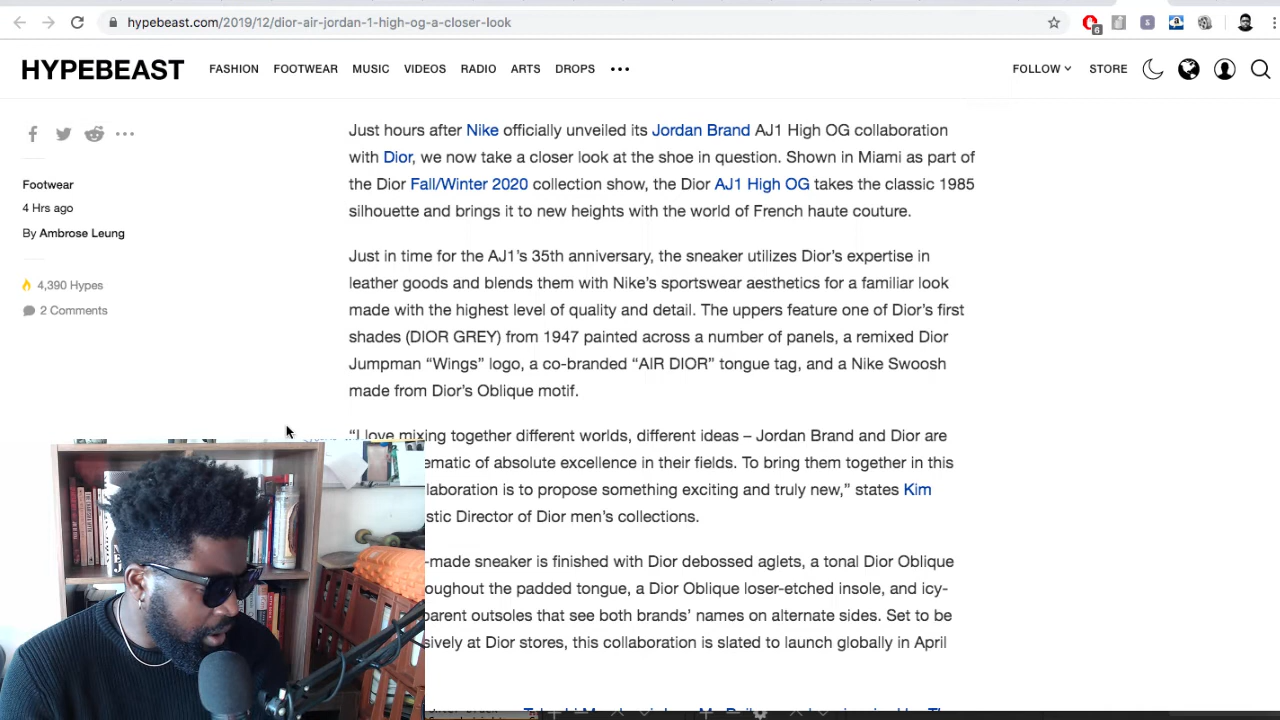 hypebeast.com/2019/12/dior-air-jordan-1-high-og-a-closer-look
6
HYPEBEAST FASHION FOOTWEAR MUSIC VIDEOS RADIO ARTS DROPS FOLLOW STORE
Footwear
4 Hrs ago
By Ambrose Leung
4,390 Hypes
2 Comments
Just hours after Nike officially unveiled its Jordan Brand AJ1 High OG collaboration
with Dior, we now take a closer look at the shoe in question. Shown in Miami as part of
the Dior Fall/Winter 2020 collection show, the Dior AJ1 High OG takes the classic 1985
silhouette and brings it to new heights with the world of French haute couture.
Just in time for the AJ1’s 35th anniversary, the sneaker utilizes Dior’s expertise in
leather goods and blends them with Nike’s sportswear aesthetics for a familiar look
made with the highest level of quality and detail. The uppers feature one of Dior’s first
shades (DIOR GREY) from 1947 painted across a number of panels, a remixed Dior
Jumpman “Wings” logo, a co-branded “AIR DIOR” tongue tag, and a Nike Swoosh
made from Dior’s Oblique motif.
“I love mixing together different worlds, different ideas – Jordan Brand and Dior are
ematic of absolute excellence in their fields. To bring them together in this
laboration is to propose something exciting and truly new,” states Kim
stic Director of Dior men’s collections.
-made sneaker is finished with Dior debossed aglets, a tonal Dior Oblique
oughout the padded tongue, a Dior Oblique loser-etched insole, and icy-
parent outsoles that see both brands’ names on alternate sides. Set to be
sively at Dior stores, this collaboration is slated to launch globally in April